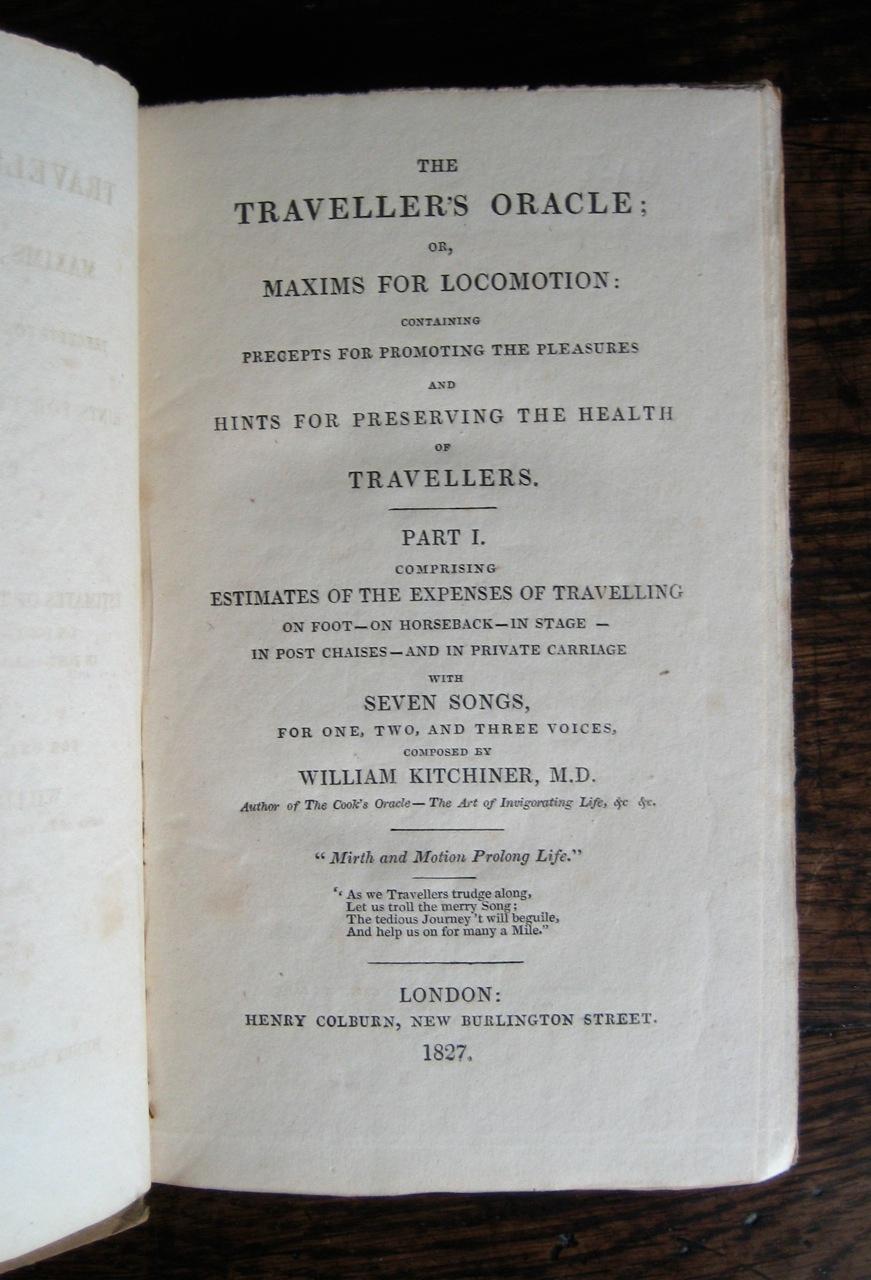 THE
TRAVELLER'S ORACLE;
OR,
MAXIMS FOR LOCOMOTION:
CONTAINING
PRECEPTS FOR PROMOTING THE PLEASURES
AND
HINTS FOR PRESERVING THE HEALTH
OF
TRAVELLERS.
PART I.
COMPRISING
ESTIMATES OF THE EXPENSES OF TRAVELLING
ON FOOT—ON HORSEBACK—IN STAGE —
IN POST CHAISES—AND IN PRIVATE CARRIAGE
WITH
SEVEN SONGS,
FOR ONE, TWO, AND THREE VOICES,
COMPOSED BY
WILLIAM KITCHINER, M.D.
Author of The Cook's Oracle—The Art of Invigorating Life, &c &c.
"Mirth and Motion Prolong Life."
"As we Travellers trudge along,
Let us troll the merry Song;
The tedious Journey 't will beguile,
And help us on for many a Mile."
LONDON:
HENRY COLBURN, NEW BURLINGTON STREET.
1827.